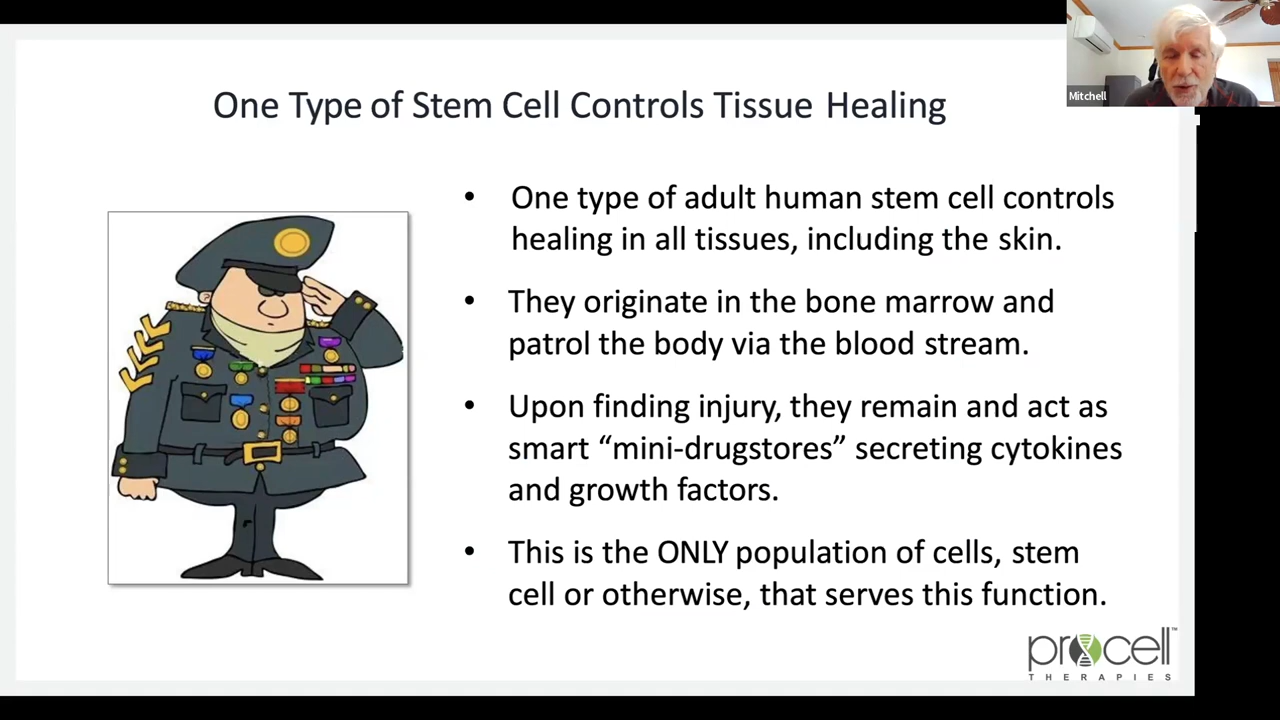 Mitchell
One Type of Stem Cell Controls Tissue Healing
• One type of adult human stem cell controls
healing in all tissues, including the skin.
• They originate in the bone marrow and
patrol the body via the blood stream.
• Upon finding injury, they remain and act as
smart “mini-drugstores” secreting cytokines
and growth factors.
• This is the ONLY population of cells, stem
cell or otherwise, that serves this function.
procell™
THERAPIES